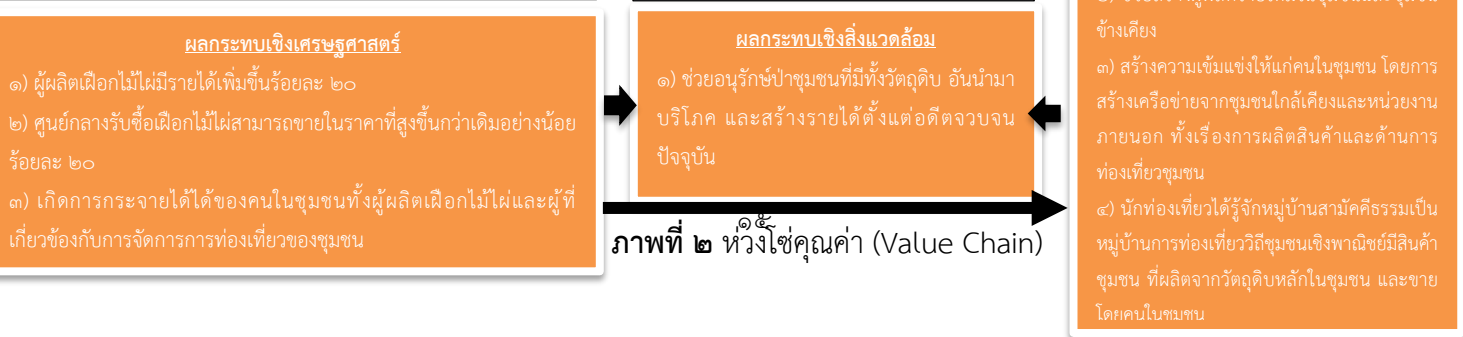 ผลกระทบเชิงเศรษฐศาสตร์
๑) ผู้ผลิตเฝือกไม้ไผ่มีรายได้เพิ่มขึ้นร้อยละ ๒๐
๒) ศูนย์กลางรับซื้อเฝือกไม้ไผ่สามารถขายในราคาที่สูงขึ้นกว่าเดิมอย่างน้อย
ร้อยละ ๒๐
๓) เกิดการกระจายได้ได้ของคนในชุมชนทั้งผู้ผลิตเฝือกไม้ไผ่และผู้ที่
เกี่ยวข้องกับการจัดการการท่องเที่ยวของชุมชน
ผลกระทบเชิงสิ่งแวดล้อม
๑) ช่วยอนุรักษ์ป่าชุมชนที่มีทั้งวัตถุดิบ อันนำมา
บริโภค และสร้างรายได้ตั้งแต่อดีตจวบจน
ปัจจุบัน
ข้างเคียง
๓) สร้างความเข้มแข่งให้แก่คนในชุมชน โดยการ
สร้างเครือข่ายจากชุมชนใกล้เคียงและหน่วยงาน
ภายนอก ทั้งเรื่องการผลิตสินค้าและด้านการ
ท่องเที่ยวชุมชน
๔) นักท่องเที่ยวได้รู้จักหมู่บ้านสามัคคีธรรมเป็น
หมู่บ้านการท่องเที่ยววิถีชุมชนเชิงพาณิชย์มีสินค้า
ชุมชน ที่ผลิตจากวัตถุดิบหลักในชุมชน และขาย
โดยคนในชุมชน
๑๕
ภาพที่ ๒ ห่วงโซ่คุณค่า (Value Chain)